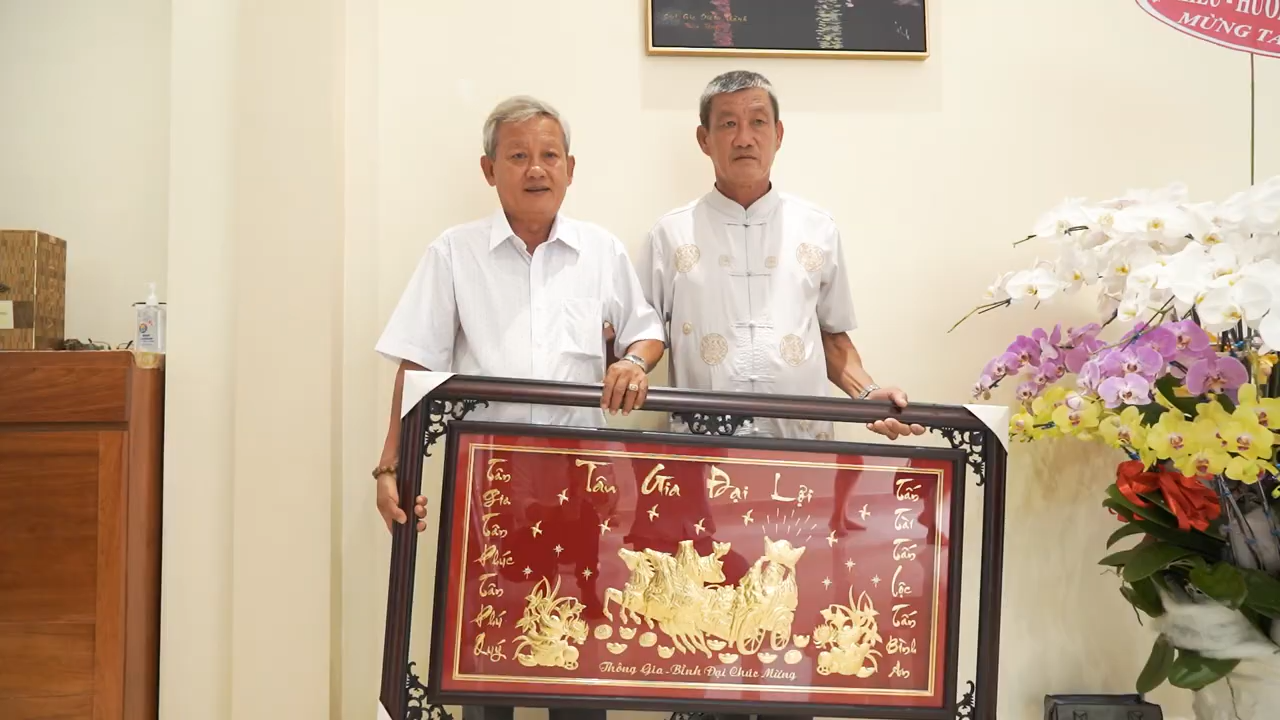 MỪNG TÂ
Tân Gia Đại Lợi
Tân
Gia
Tân
Phúc
Tân
Phú
Quý
Tấn
Tài
Tấn
Lộc
Tấn
Bình
An
Thông Gia - Bình Đại Chúc Mừng